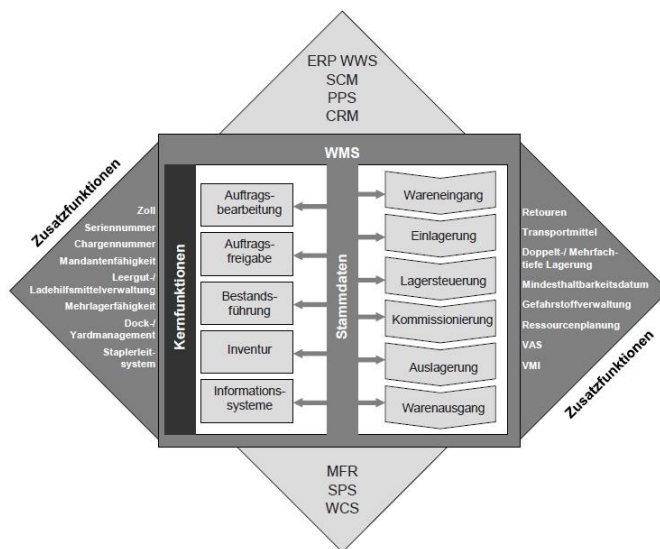 ERP WWS
SCM
PPS
CRM
WMS
Zusatzfunktionen
Zoll
Seriennummer
Chargennummer
Mandantenfähigkeit
Leergut-/
Ladehilfsmittelverwaltung
Mehrlagerfähigkeit
Dock-/
Yardmanagement
Staplerleit-
system
Kernfunktionen
Auftrags-
bearbeitung
Auftrags-
freigabe
Bestands-
führung
Inventur
Informations-
systeme
Stammdaten
Wareneingang
Einlagerung
Lagersteuerung
Kommissionierung
Auslagerung
Warenausgang
Retouren
Transportmittel
Doppelt-/ Mehrfach-
tiefe Lagerung
Mindesthaltbarkeitsdatum
Gefahrstoffverwaltung
Ressourcenplanung
VAS
VMI
Zusatzfunktionen
MFR
SPS
WCS